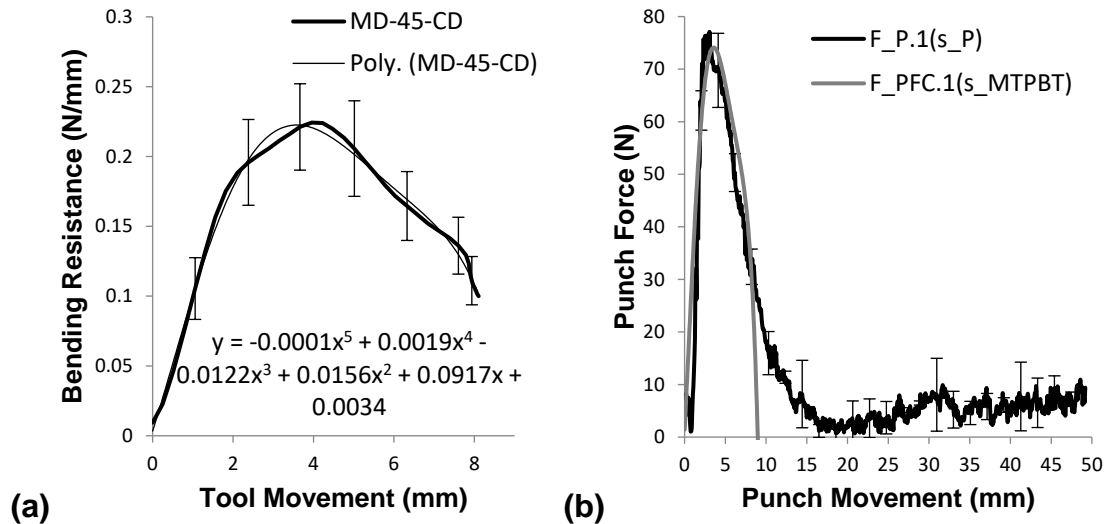 0.3
0.25
0.2
0.15
0.1
0.05
0
Bending Resistance (N/mm)
MD-45-CD
Poly. (MD-45-CD)
y = -0.0001x⁵ + 0.0019x⁴ -
0.0122x³ + 0.0156x² + 0.0917x +
0.0034
0 2 4 6 8
Tool Movement (mm)
(a)
80
70
60
50
40
30
20
10
0
Punch Force (N)
F_P.1(s_P)
F_PFC.1(s_MTPBT)
0 5 10 15 20 25 30 35 40 45 50
Punch Movement (mm)
(b)